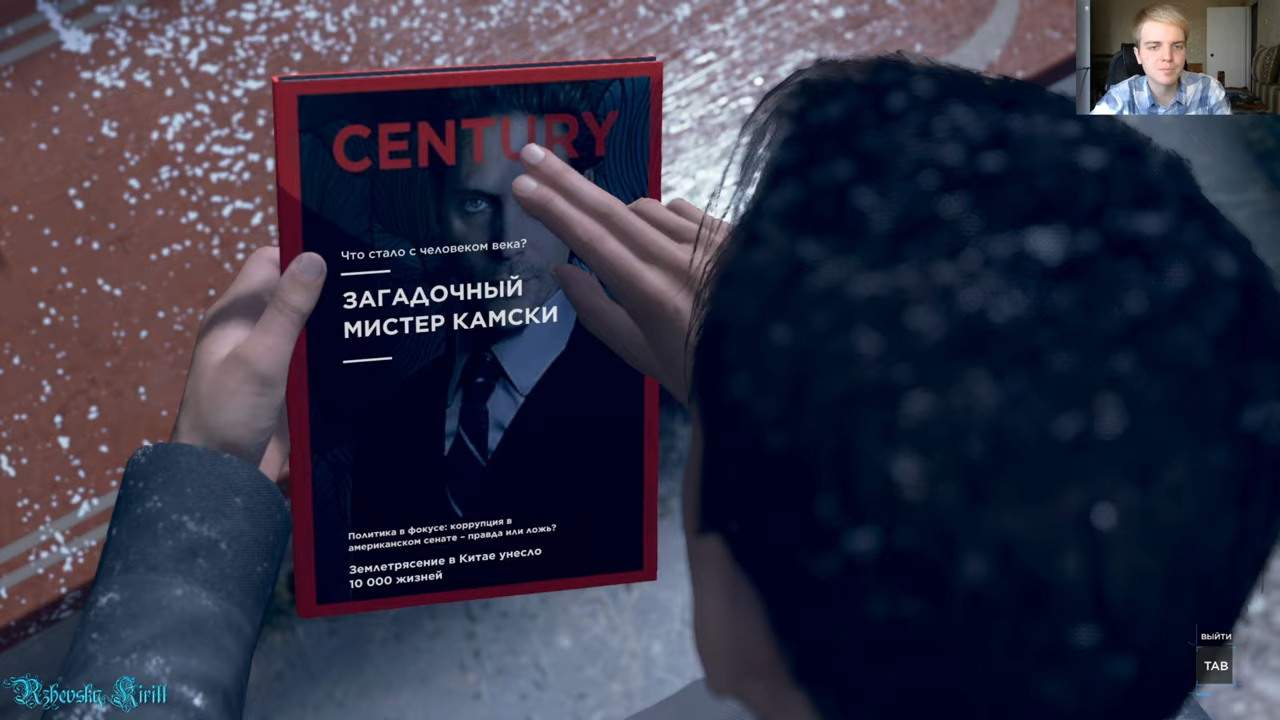 CENTURY
Что стало с человеком века?
ЗАГАДОЧНЫЙ
МИСТЕР КАМСКИ
Политика в фокусе: коррупция в
американском сенате – правда или ложь?
Землетрясение в Китае унесло
10 000 жизней
ВЫЙТИ
TAB
Rzhevsky Kirill